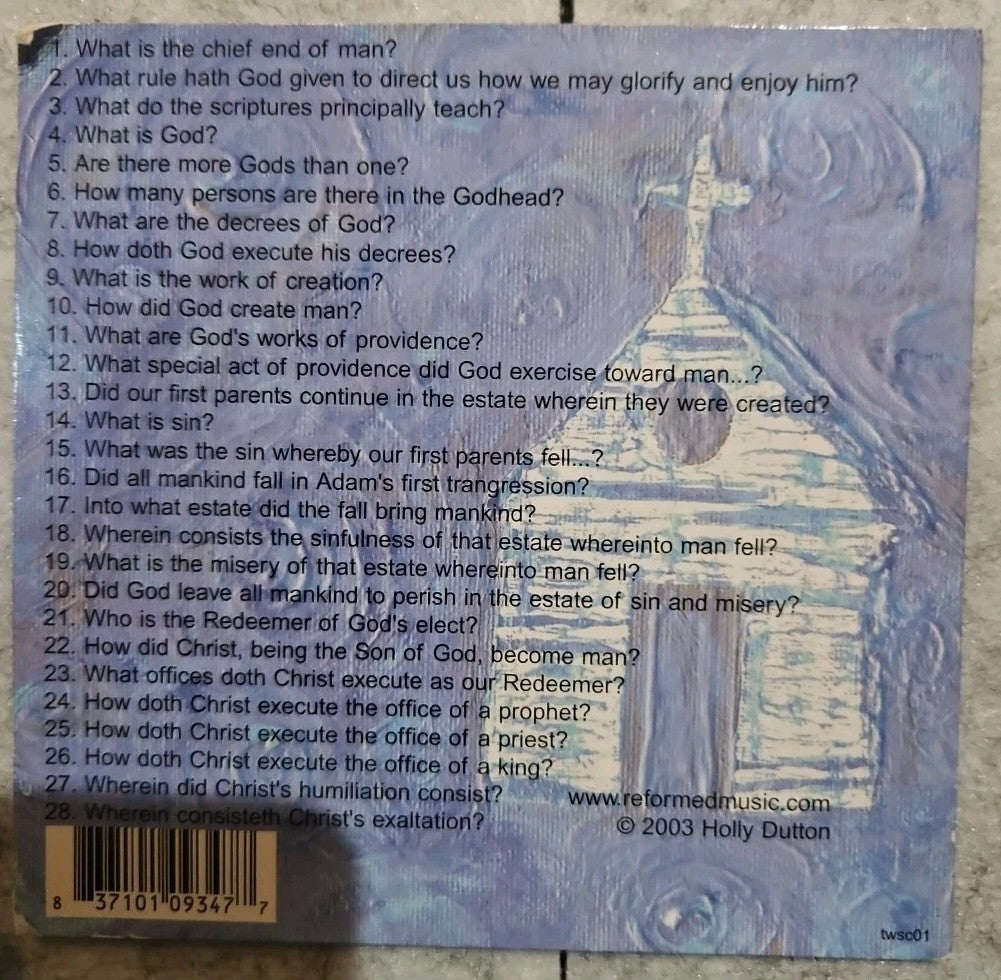 1. What is the chief end of man?
2. What rule hath God given to direct us how we may glorify and enjoy him?
3. What do the scriptures principally teach?
4. What is God?
5. Are there more Gods than one?
6. How many persons are there in the Godhead?
7. What are the decrees of God?
8. How doth God execute his decrees?
9. What is the work of creation?
10. How did God create man?
11. What are God's works of providence?
12. What special act of providence did God exercise toward man...?
13. Did our first parents continue in the estate wherein they were created?
14. What is sin?
15. What was the sin whereby our first parents fell...?
16. Did all mankind fall in Adam's first trangression?
17. Into what estate did the fall bring mankind?
18. Wherein consists the sinfulness of that estate whereinto man fell?
19. What is the misery of that estate whereinto man fell?
20. Did God leave all mankind to perish in the estate of sin and misery?
21. Who is the Redeemer of God's elect?
22. How did Christ, being the Son of God, become man?
23. What offices doth Christ execute as our Redeemer?
24. How doth Christ execute the office of a prophet?
25. How doth Christ execute the office of a priest?
26. How doth Christ execute the office of a king?
27. Wherein did Christ's humiliation consist?
28. Wherein consisteth Christ's exaltation?
www.reformedmusic.com
© 2003 Holly Dutton
8 37101 09347 7
twsc01